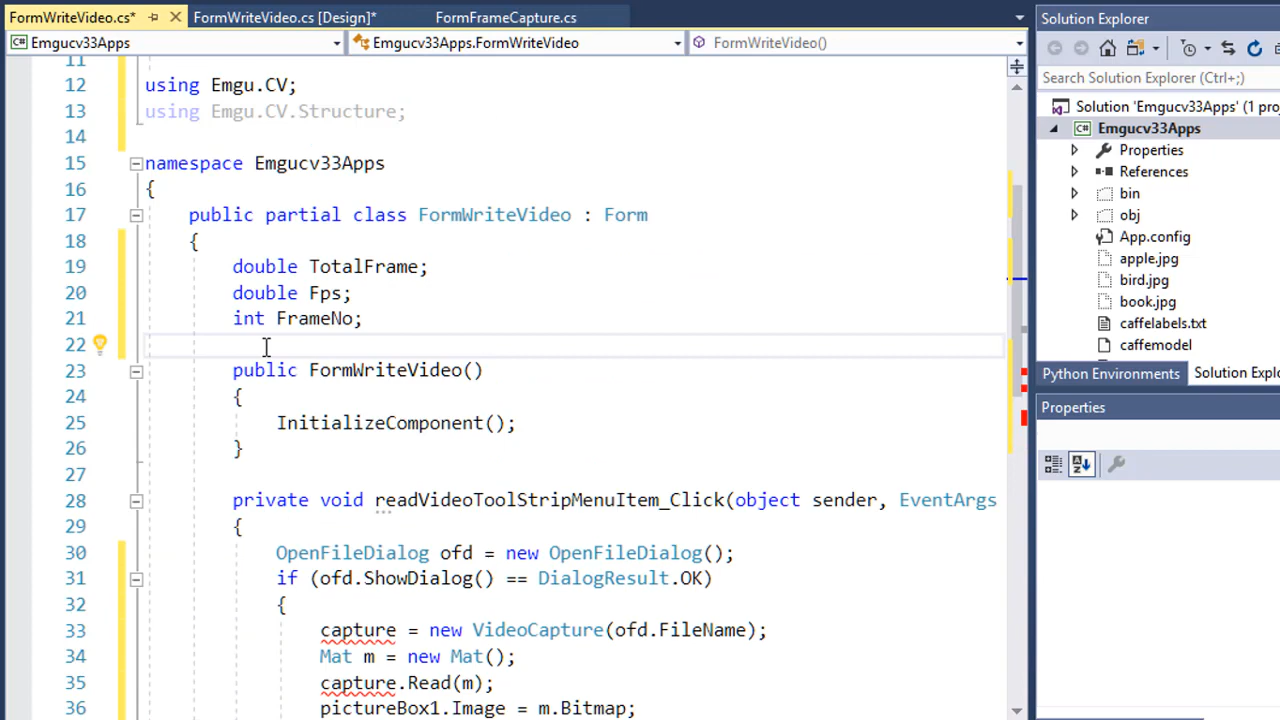 FormWriteVideo.cs* FormWriteVideo.cs [Design]* FormFrameCapture.cs
Emgucv33Apps Emgucv33Apps.FormWriteVideo FormWriteVideo()
11
12 using Emgu.CV;
13 using Emgu.CV.Structure;
14
15 namespace Emgucv33Apps
16 {
17 public partial class FormWriteVideo : Form
18 {
19 double TotalFrame;
20 double Fps;
21 int FrameNo;
22
23 public FormWriteVideo()
24 {
25 InitializeComponent();
26 }
27
28 private void readVideoToolStripMenuItem_Click(object sender, EventArgs
29 {
30 OpenFileDialog ofd = new OpenFileDialog();
31 if (ofd.ShowDialog() == DialogResult.OK)
32 {
33 capture = new VideoCapture(ofd.FileName);
34 Mat m = new Mat();
35 capture.Read(m);
36 pictureBox1.Image = m.Bitmap;
Solution Explorer
Search Solution Explorer (Ctrl+;)
Solution 'Emgucv33Apps' (1 proj
C# Emgucv33Apps
Properties
References
bin
obj
App.config
apple.jpg
bird.jpg
book.jpg
caffelabels.txt
caffemodel
Python Environments Solution Explo
Properties